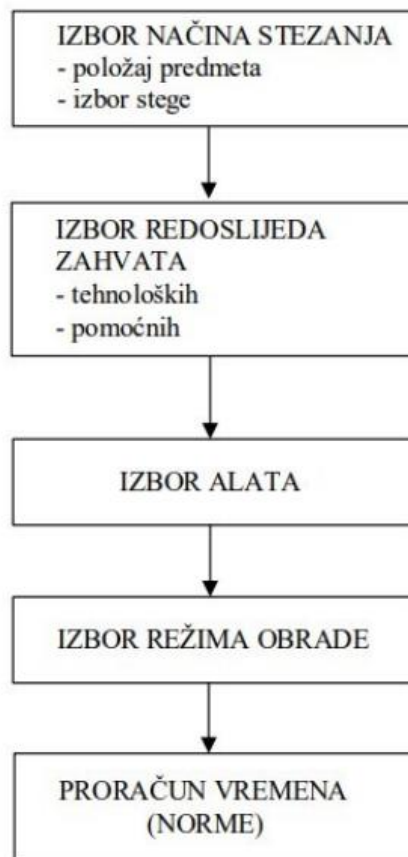 IZBOR NAČINA STEZANJA
- položaj predmeta
- izbor stege
IZBOR REDOSLIJEDA
ZAHVATA
- tehnoloških
- pomoćnih
IZBOR ALATA
IZBOR REŽIMA OBRADE
PRORAČUN VREMENA
(NORME)